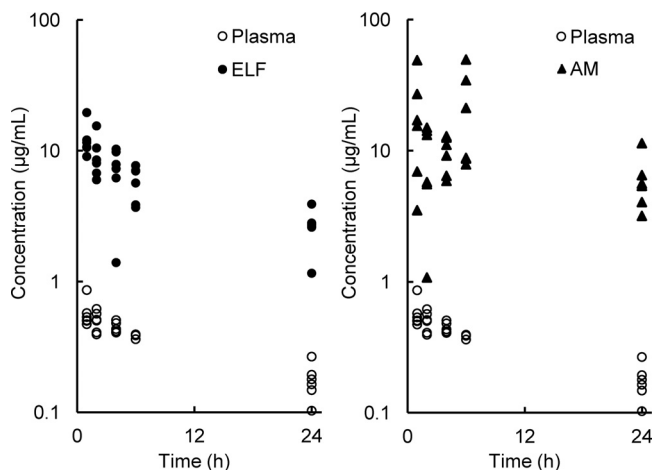 100
10
1
0.1
Concentration (µg/mL)
Plasma
ELF
0
12
24
Time (h)
100
10
1
0.1
Concentration (µg/mL)
Plasma
AM
0
12
24
Time (h)